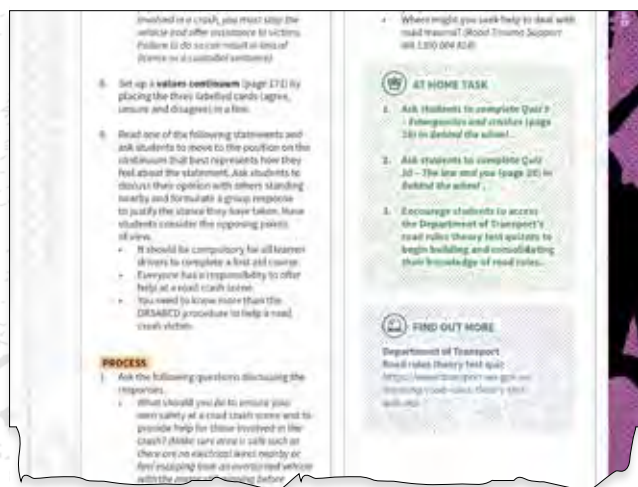 involved in a crash, you must stop the
vehicle and offer assistance to victims.
Failure to do so can result in loss of
licence or a custodial sentence)
8. Set up a values continuum (page 171) by
placing the three labelled cards (agree,
unsure and disagree) in a line.
9. Read one of the following statements and
ask students to move to the position on the
continuum that best represents how they
feel about the statement. Ask students to
discuss their opinion with others standing
nearby and formulate a group response
to justify the stance they have taken. Have
students consider the opposing points
of view.
• It should be compulsory for all learner
drivers to complete a first aid course.
• Everyone has a responsibility to offer
help at a road crash scene.
• You need to know more than the
DRSABCD procedure to help a road
crash victim.
PROCESS
1. Ask the following questions discussing the
responses.
• What should you do to ensure your
own safety at a road crash scene and to
provide help for those involved in the
crash? (Make sure area is safe such as
there are no electrical wires nearby or
fuel escaping from an overturned vehicle
with the
• Where might you seek help to deal with
road trauma? (Road Trauma Support
WA 1300 004 814)
AT HOME TASK
1. Ask students to complete Quiz 9
– Emergencies and crashes (page
in Behind the wheel.
2. Ask students to complete Quiz
10 – The law and you (page 20) in
Behind the wheel.
3. Encourage students to access
the Department of Transport's
road rules theory test quizzes to
begin building and consolidating
their knowledge of road rules.
FIND OUT MORE
Department of Transport
Road rules theory test quiz